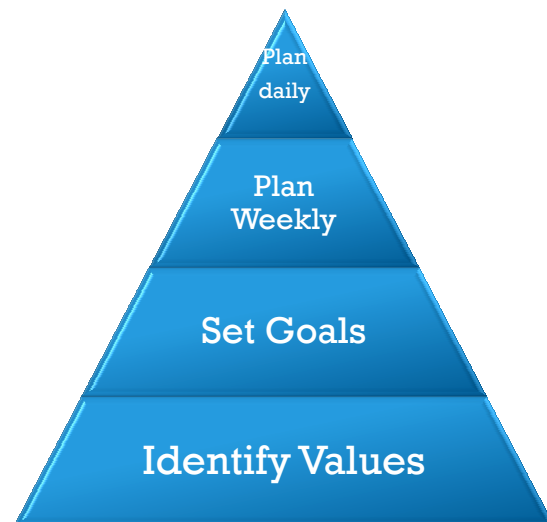 Plan
daily
Plan
Weekly
Set Goals
Identify Values